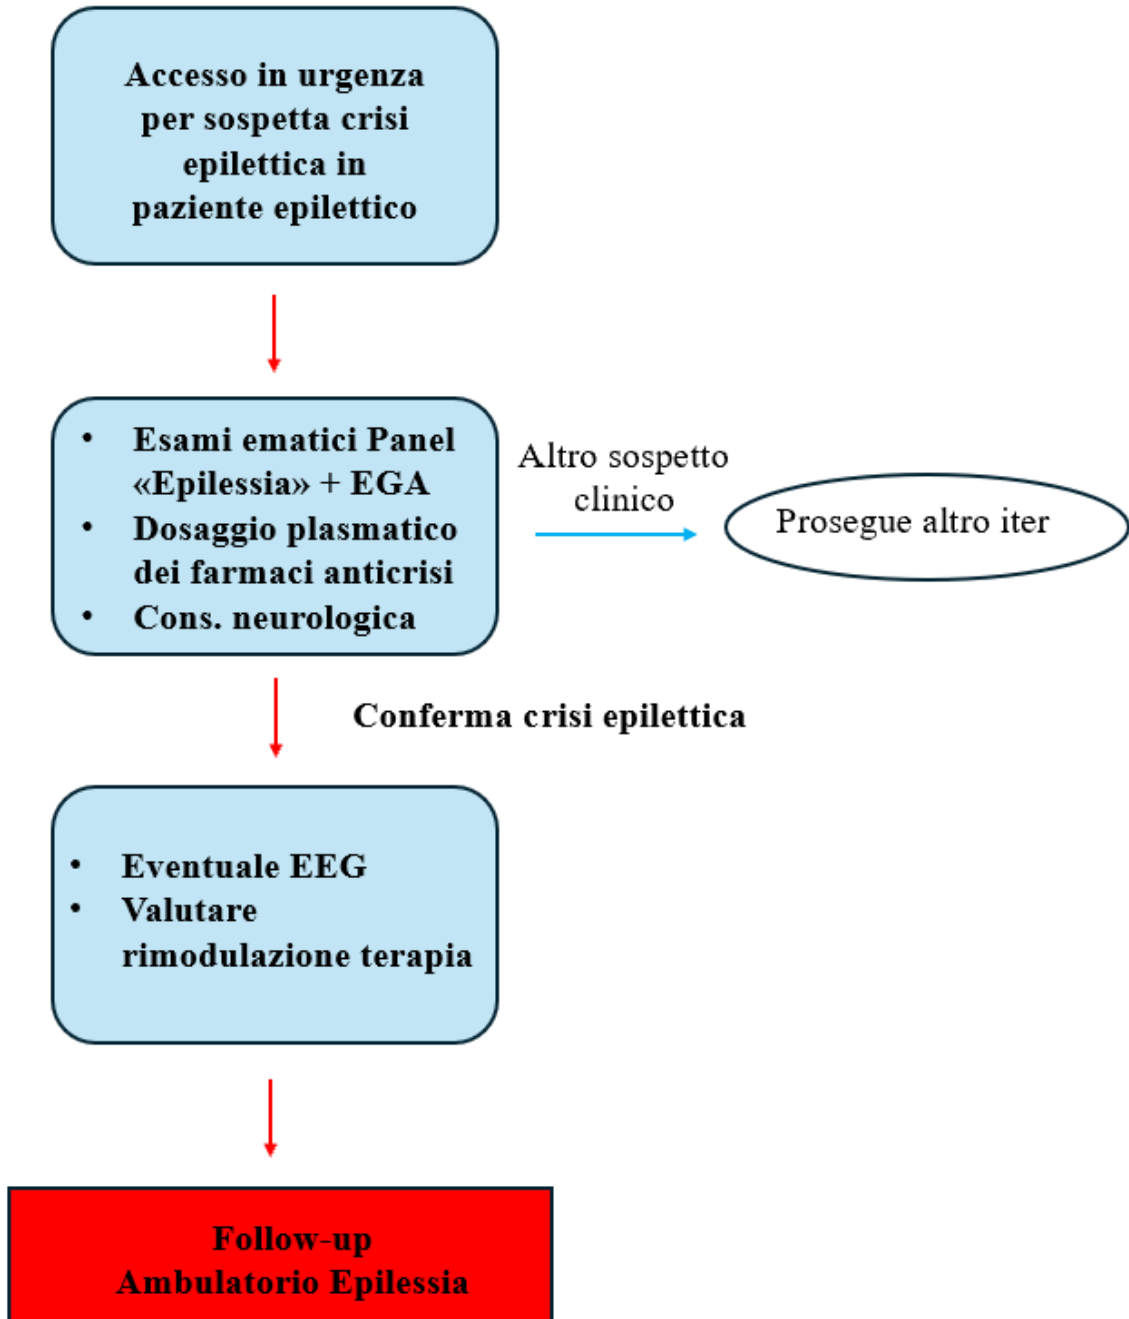 Accesso in urgenza
per sospetta crisi
epilettica in
paziente epilettico
• Esami ematici Panel
«Epilessia» + EGA
• Dosaggio plasmatico
dei farmaci anticrisi
• Cons. neurologica
Altro sospetto
clinico
Prosegue altro iter
Conferma crisi epilettica
• Eventuale EEG
• Valutare
rimodulazione terapia
Follow-up
Ambulatorio Epilessia